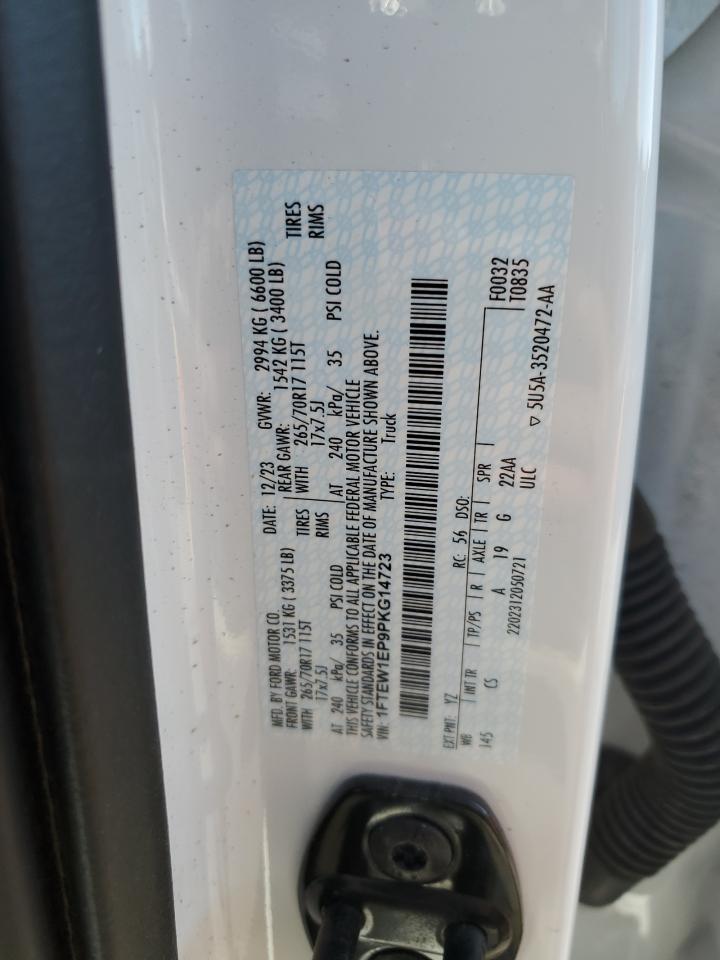 MFD. BY FORD MOTOR CO. DATE: 12/23 GVWR: 2994 KG ( 6600 LB)
FRONT GAWR: 1531 KG ( 3375 LB) REAR GAWR: 1542 KG ( 3400 LB)
WITH 265/70R17 115T TIRES WITH 265/70R17 115T TIRES
17x7.5J RIMS 17x7.5J RIMS
AT 240 kPa/ 35 PSI COLD AT 240 kPa/ 35 PSI COLD
THIS VEHICLE CONFORMS TO ALL APPLICABLE FEDERAL MOTOR VEHICLE
SAFETY STANDARDS IN EFFECT ON THE DATE OF MANUFACTURE SHOWN ABOVE.
VIN: 1FTEW1EP9PKG14723 TYPE: Truck
EXT PNT: YZ RC: 56 DSO: F0032
WB INT TR TP/PS R AXLE TR SPR T0835
145 CS A 19 G 22AA
2202312050721 ULC ▽ 5U5A-3520472-AA